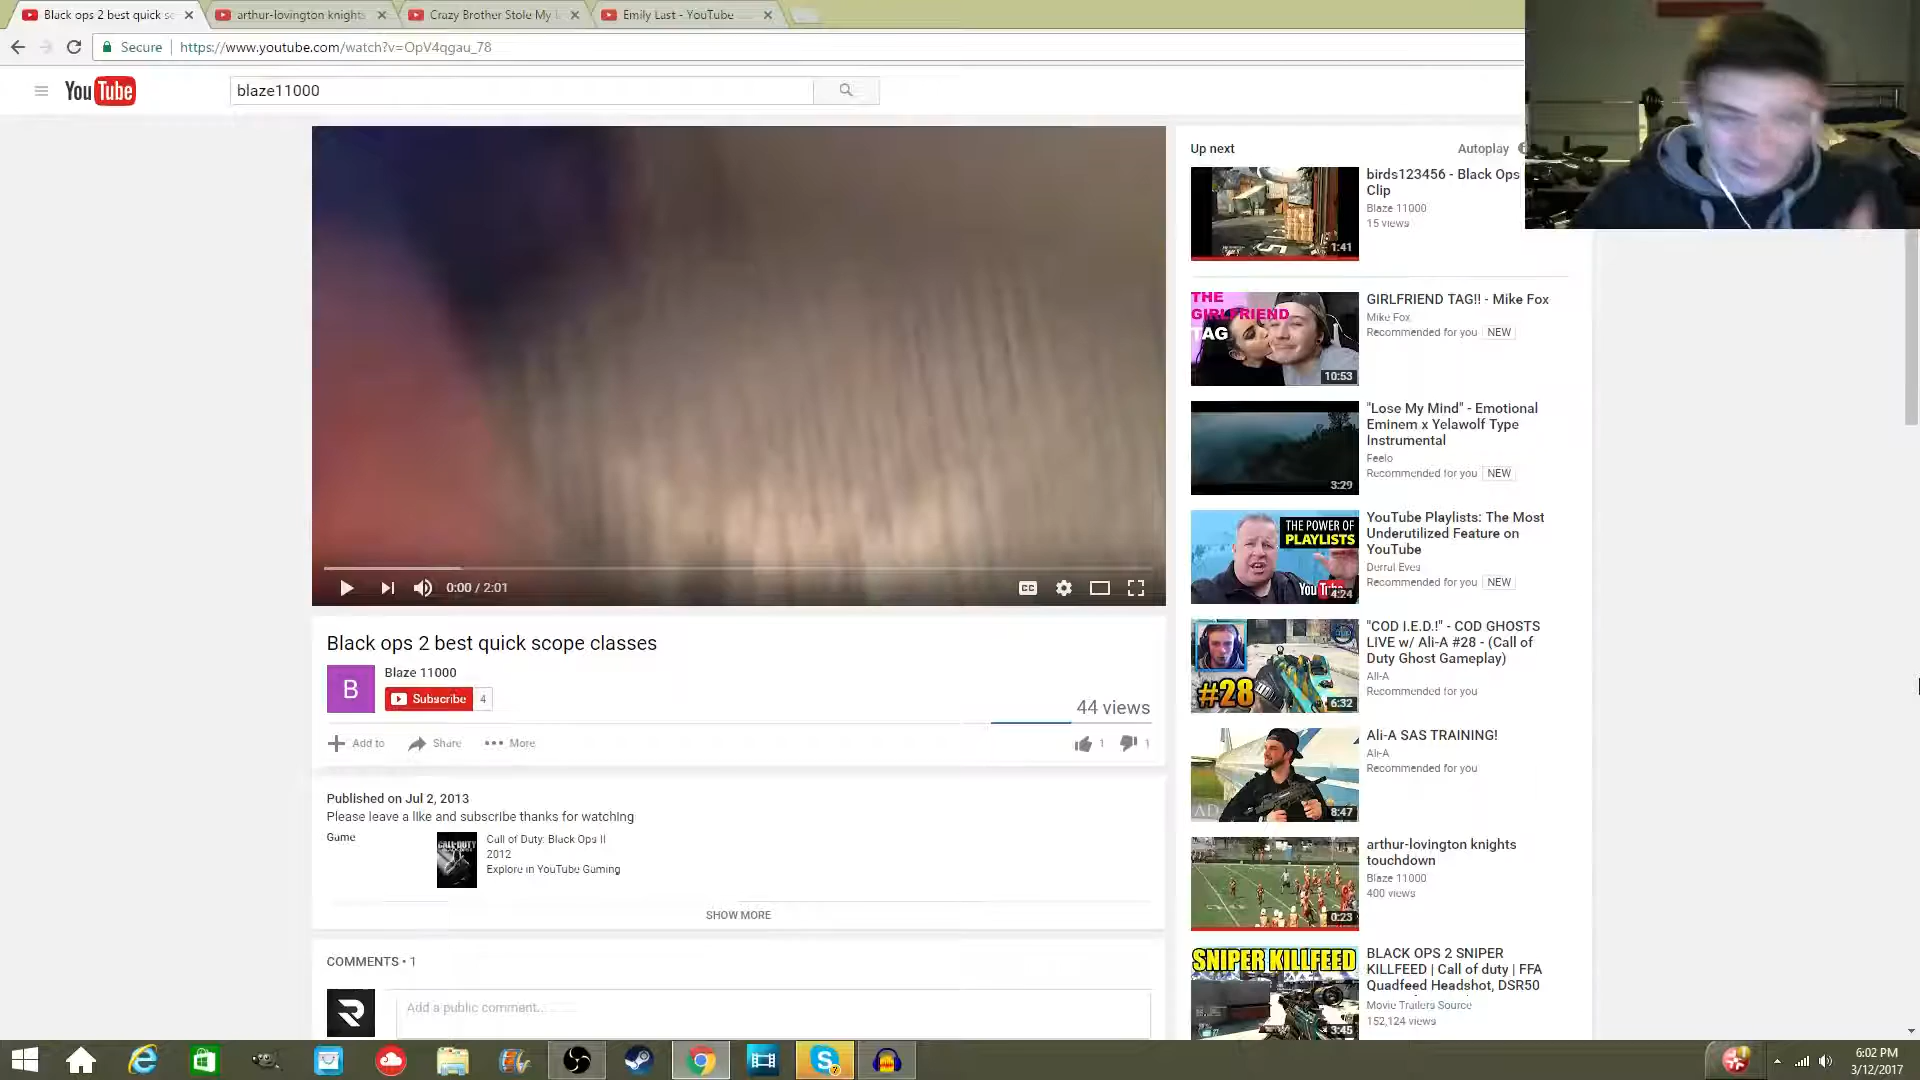 Black ops 2 best quick sc
arthur-lovington knights
Crazy Brother Stole My
Emily Last - YouTube
Secure
https://www.youtube.com/watch?v=OpV4qgau_78
YouTube
blaze11000
Up next
Autoplay
birds123456 - Black Ops
Clip
Blaze 11000
15 views
1:41
THE
GIRLFRIEND
TAG
10:53
GIRLFRIEND TAG!! - Mike Fox
Mike Fox
Recommended for you NEW
"Lose My Mind" - Emotional
Eminem x Yelawolf Type
Instrumental
Feelo
Recommended for you NEW
3:29
THE POWER OF
PLAYLISTS
4:24
YouTube Playlists: The Most
Underutilized Feature on
YouTube
Derral Eves
Recommended for you NEW
#28
6:32
"COD I.E.D.!" - COD GHOSTS
LIVE w/ Ali-A #28 - (Call of
Duty Ghost Gameplay)
Ali-A
Recommended for you
8:47
Ali-A SAS TRAINING!
Ali-A
Recommended for you
0:23
arthur-lovington knights
touchdown
Blaze 11000
400 views
SNIPER KILLFEED
3:45
BLACK OPS 2 SNIPER
KILLFEED | Call of duty | FFA
Quadfeed Headshot, DSR50
Movie Trailers Source
152,124 views
0:00 / 2:01
CC
Black ops 2 best quick scope classes
B
Blaze 11000
Subscribe 4
44 views
Add to
Share
More
1
1
Published on Jul 2, 2013
Please leave a like and subscribe thanks for watching
Game
CALL OF DUTY
Call of Duty: Black Ops II
2012
Explore in YouTube Gaming
SHOW MORE
COMMENTS • 1
Add a public comment...
6:02 PM
3/12/2017